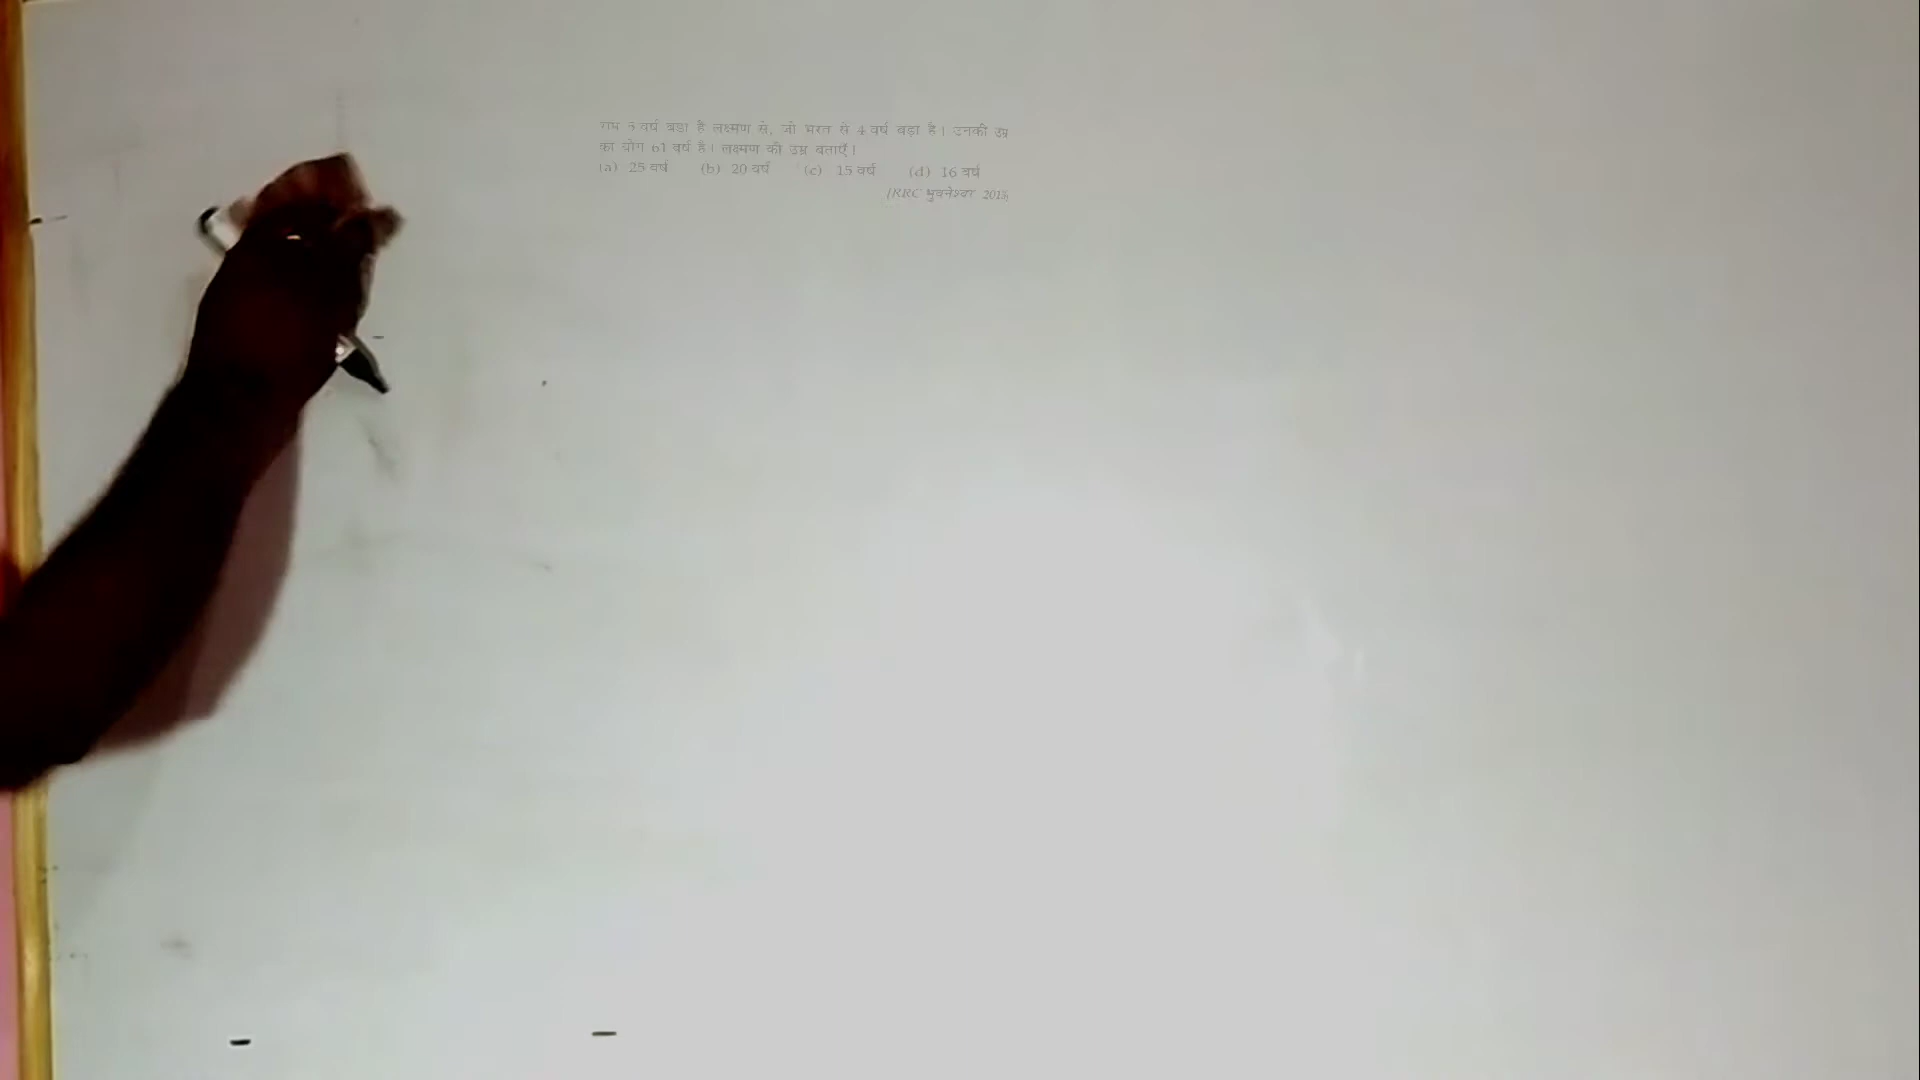 राम 5 वर्ष बड़ा है लक्ष्मण से, जो भरत से 4 वर्ष बड़ा है। उनकी उम्र
का योग 61 वर्ष है। लक्ष्मण की उम्र बताएँ!
(a) 25 वर्ष (b) 20 वर्ष (c) 15 वर्ष (d) 16 वर्ष
[RRC भुवनेश्वर